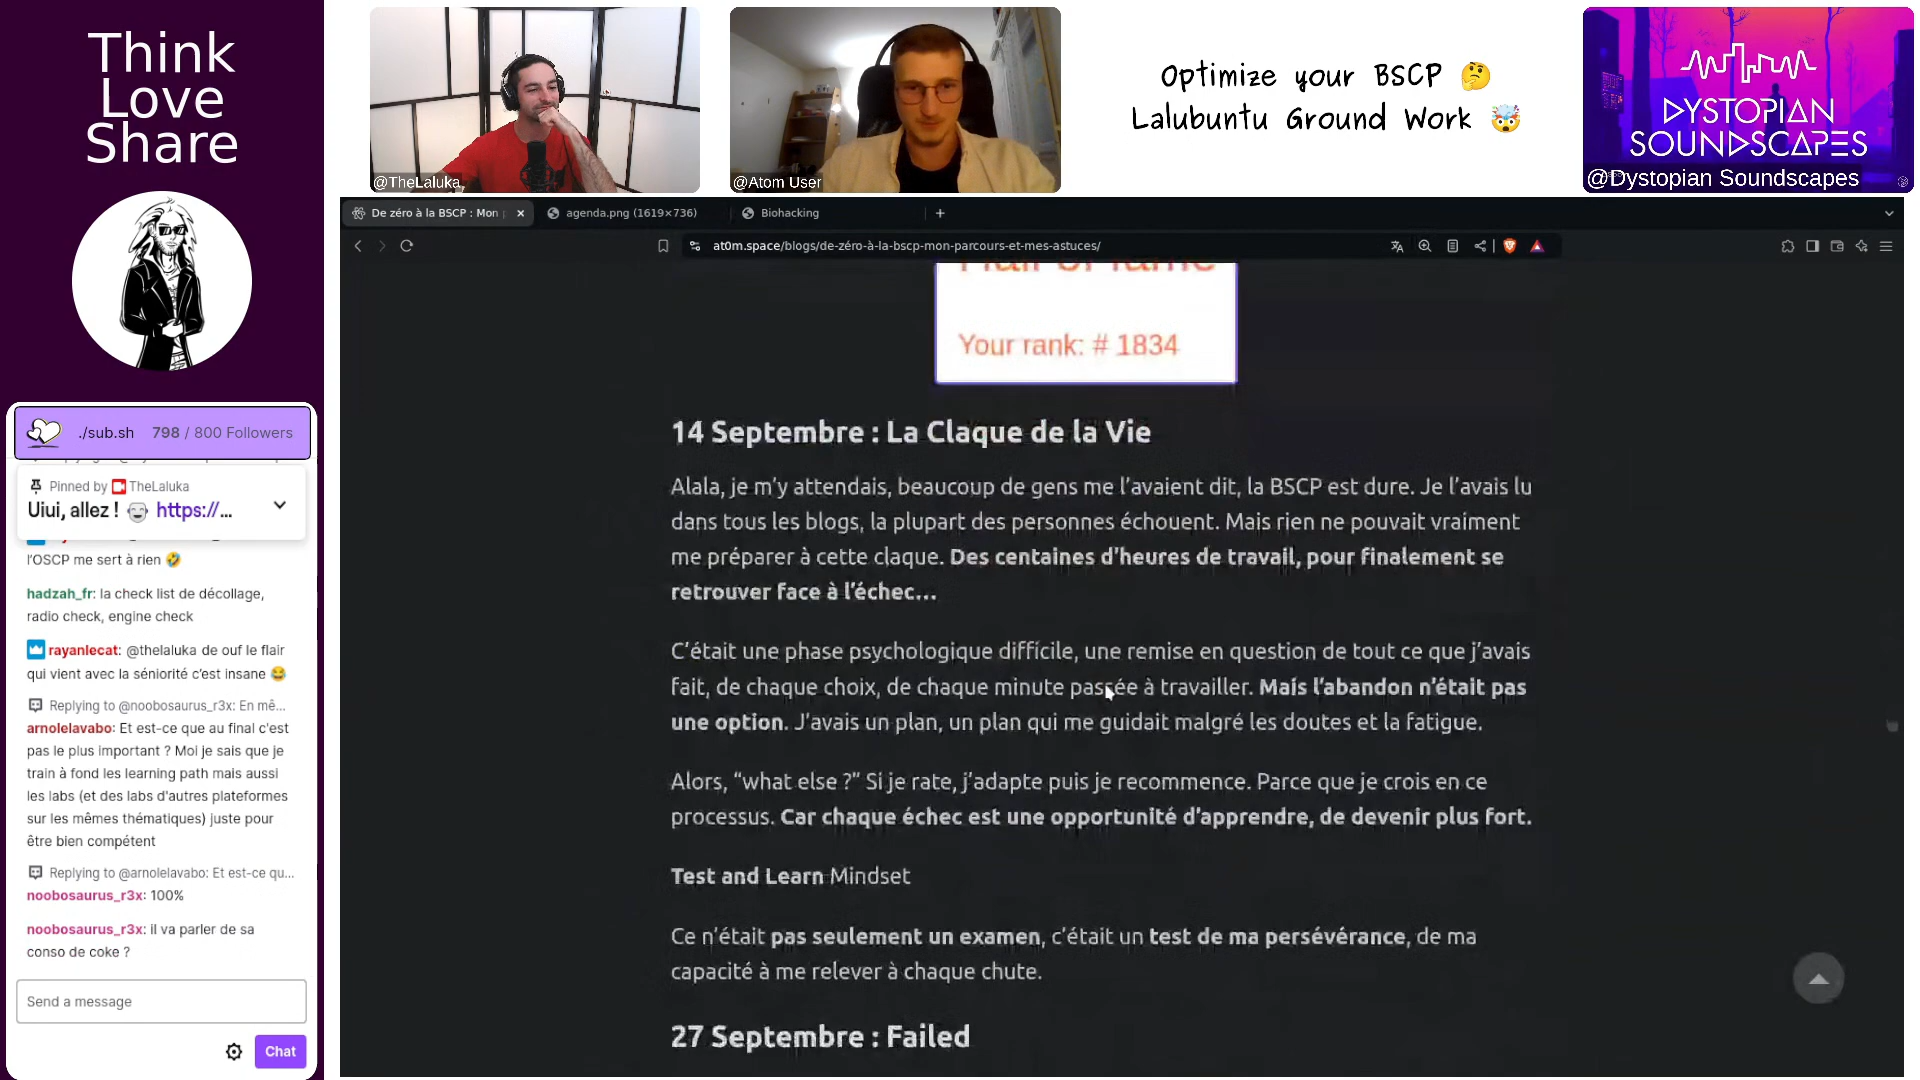 Think
Love
Share
./sub.sh 798 / 800 Followers
Pinned by TheLaluka
Uiui, allez ! https://...
l'OSCP me sert à rien 🤣
hadzah_fr: la check list de décollage,
radio check, engine check
rayanlecat: @thelaluka de ouf le flair
qui vient avec la séniorité c'est insane 😂
Replying to @noobosaurus_r3x: En mê...
arnolelavabo: Et est-ce que au final c'est
pas le plus important ? Moi je sais que je
train à fond les learning path mais aussi
les labs (et des labs d'autres plateformes
sur les mêmes thématiques) juste pour
être bien compétent
Replying to @arnolelavabo: Et est-ce qu...
noobosaurus_r3x: 100%
noobosaurus_r3x: il va parler de sa
conso de coke ?
Send a message
Chat
@TheLaluka
@Atom User
Optimize your BSCP 🤔
Lalubuntu Ground Work 🤯
DYSTOPIAN
SOUNDSCAPES
@Dystopian Soundscapes
De zéro à la BSCP : Mon
agenda.png (1619×736)
Biohacking
at0m.space/blogs/de-zéro-à-la-bscp-mon-parcours-et-mes-astuces/
Hall of fame
Your rank: # 1834
14 Septembre : La Claque de la Vie
Alala, je m'y attendais, beaucoup de gens me l'avaient dit, la BSCP est dure. Je l'avais lu
dans tous les blogs, la plupart des personnes échouent. Mais rien ne pouvait vraiment
me préparer à cette claque. Des centaines d'heures de travail, pour finalement se
retrouver face à l'échec…
C'était une phase psychologique difficile, une remise en question de tout ce que j'avais
fait, de chaque choix, de chaque minute passée à travailler. Mais l'abandon n'était pas
une option. J'avais un plan, un plan qui me guidait malgré les doutes et la fatigue.
Alors, “what else ?” Si je rate, j'adapte puis je recommence. Parce que je crois en ce
processus. Car chaque échec est une opportunité d'apprendre, de devenir plus fort.
Test and Learn Mindset
Ce n'était pas seulement un examen, c'était un test de ma persévérance, de ma
capacité à me relever à chaque chute.
27 Septembre : Failed